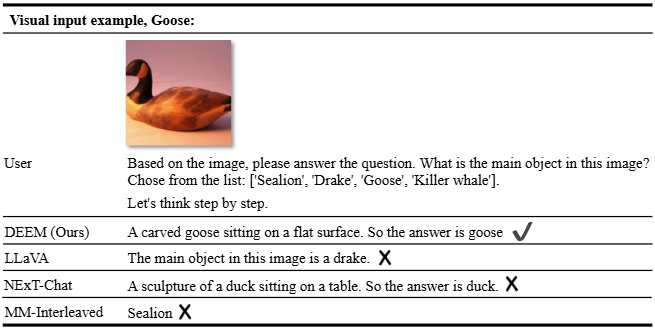 Visual input example, Goose:
User
Based on the image, please answer the question. What is the main object in this image?
Chose from the list: ['Sealion', 'Drake', 'Goose', 'Killer whale'].
Let's think step by step.
DEEM (Ours) A carved goose sitting on a flat surface. So the answer is goose ✓
LLaVA The main object in this image is a drake. ✗
NExT-Chat A sculpture of a duck sitting on a table. So the answer is duck. ✗
MM-Interleaved Sealion ✗